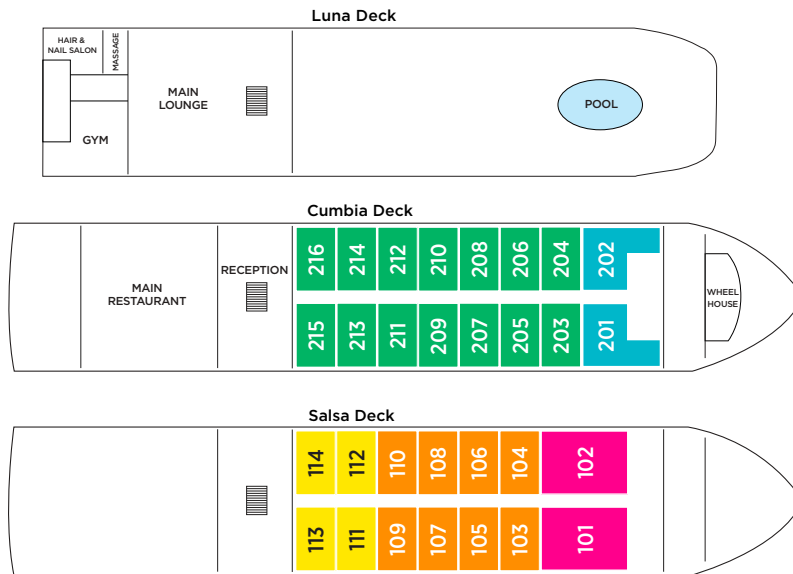 Luna Deck
HAIR &
NAIL SALON
MASSAGE
MAIN
LOUNGE
POOL
GYM
Cumbia Deck
216
214
212
210
208
206
204
202
RECEPTION
MAIN
RESTAURANT
WHEEL
HOUSE
215
213
211
209
207
205
203
201
Salsa Deck
114
112
110
108
106
104
102
113
111
109
107
105
103
101